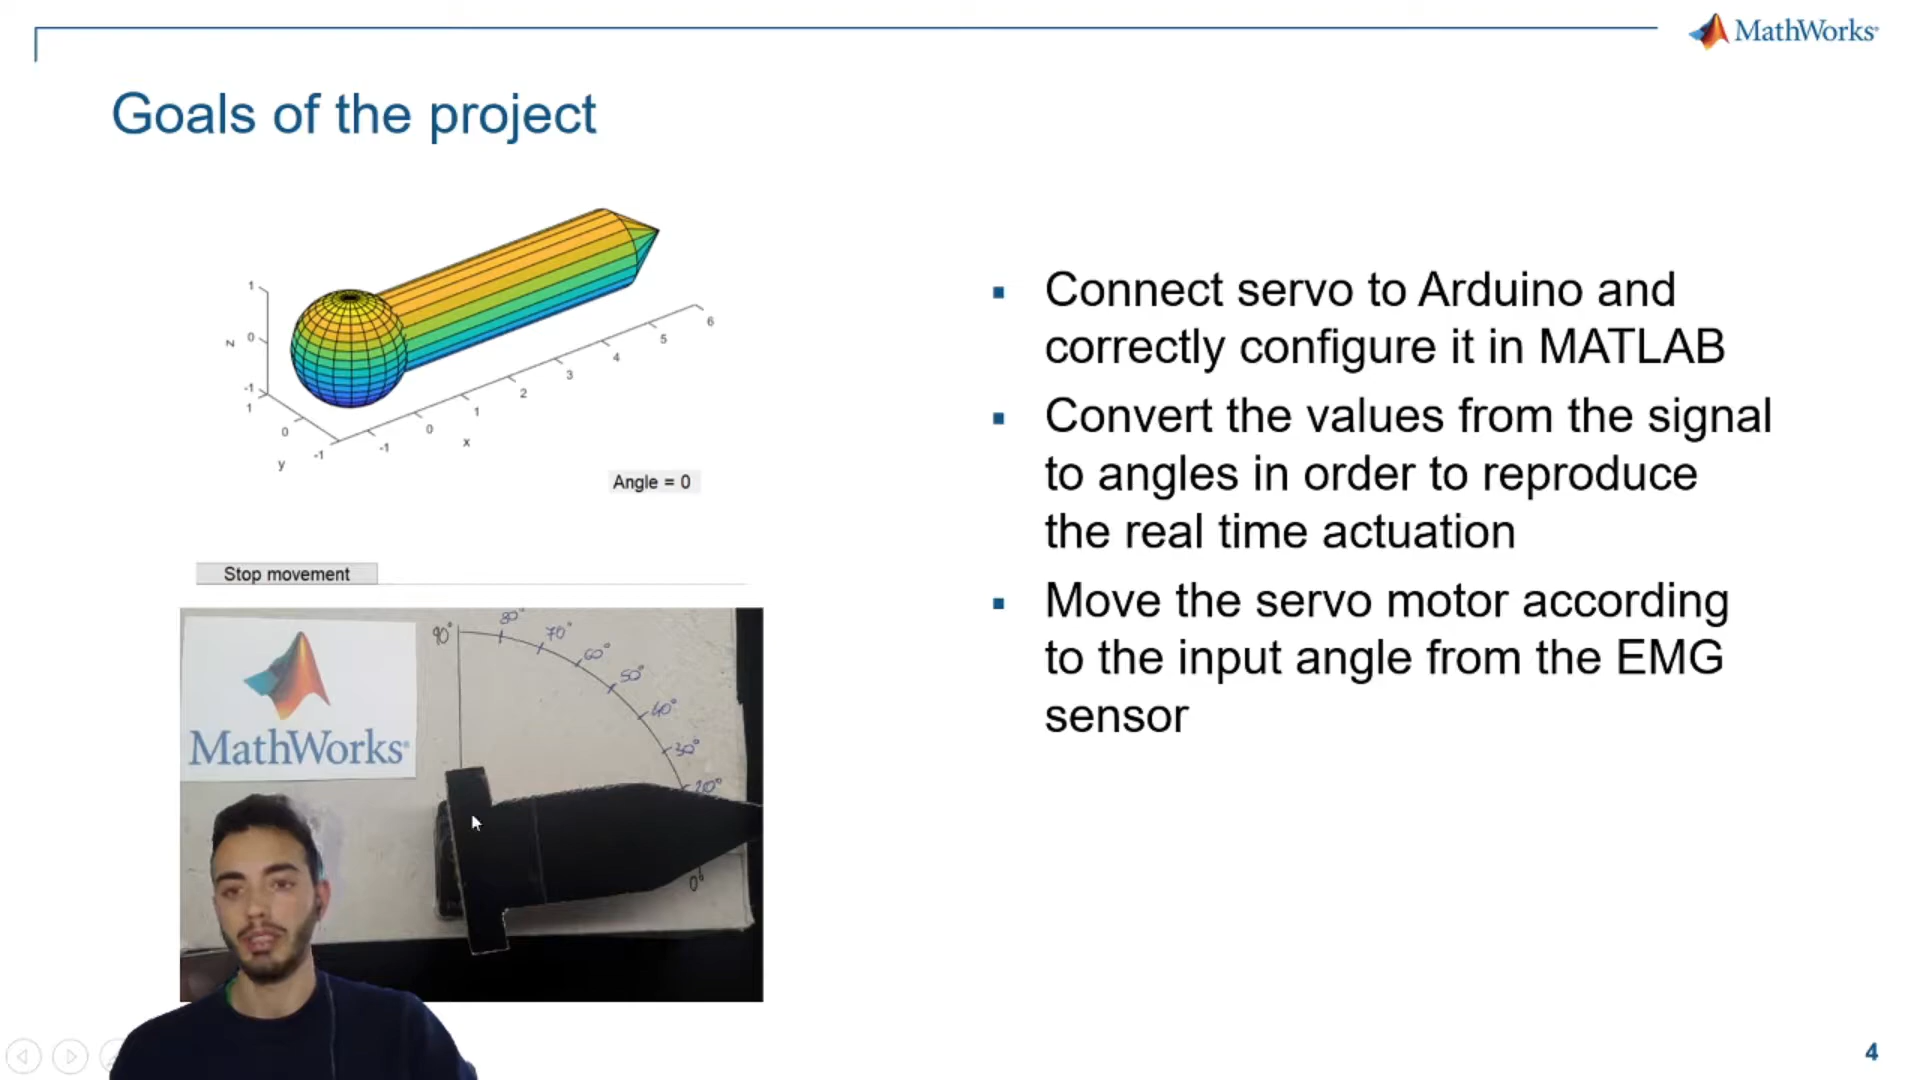 MathWorks®
Goals of the project
1
0
-1
z
1
0
-1
y
-1
0
1
2
3
4
5
6
x
Angle = 0
Stop movement
MathWorks®
90°
80°
70°
60°
50°
40°
30°
20°
0°
Connect servo to Arduino and
correctly configure it in MATLAB
Convert the values from the signal
to angles in order to reproduce
the real time actuation
Move the servo motor according
to the input angle from the EMG
sensor
4